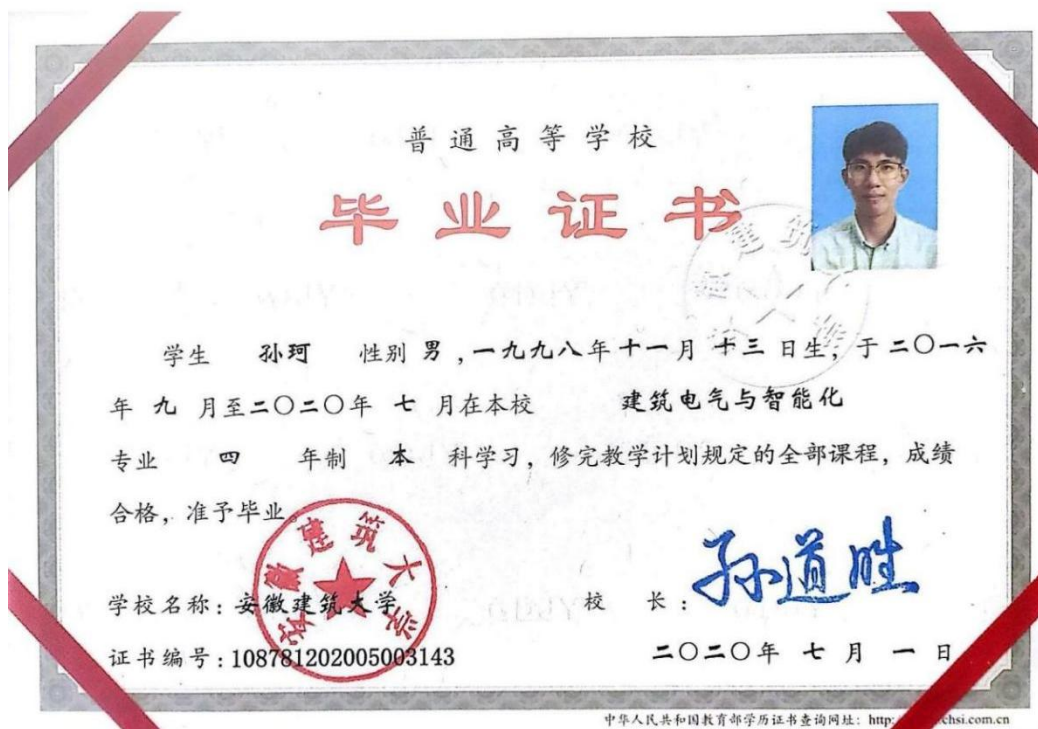 普通高等学校
毕业证书
学生 孙珂 性别 男，一九九八年 十一月 十三 日生，于 二〇一六
年 九 月至二〇二〇年 七 月在本校 建筑电气与智能化
专业 四 年制 本 科学习，修完教学计划规定的全部课程，成绩
合格，准予毕业。
安徽建筑大学
学校名称：安徽建筑大学
校 长：孙道胜
证书编号：108781202005003143
二〇二〇年 七 月 一 日
中华人民共和国教育部学历证书查询网址：http: chsi.com.cn